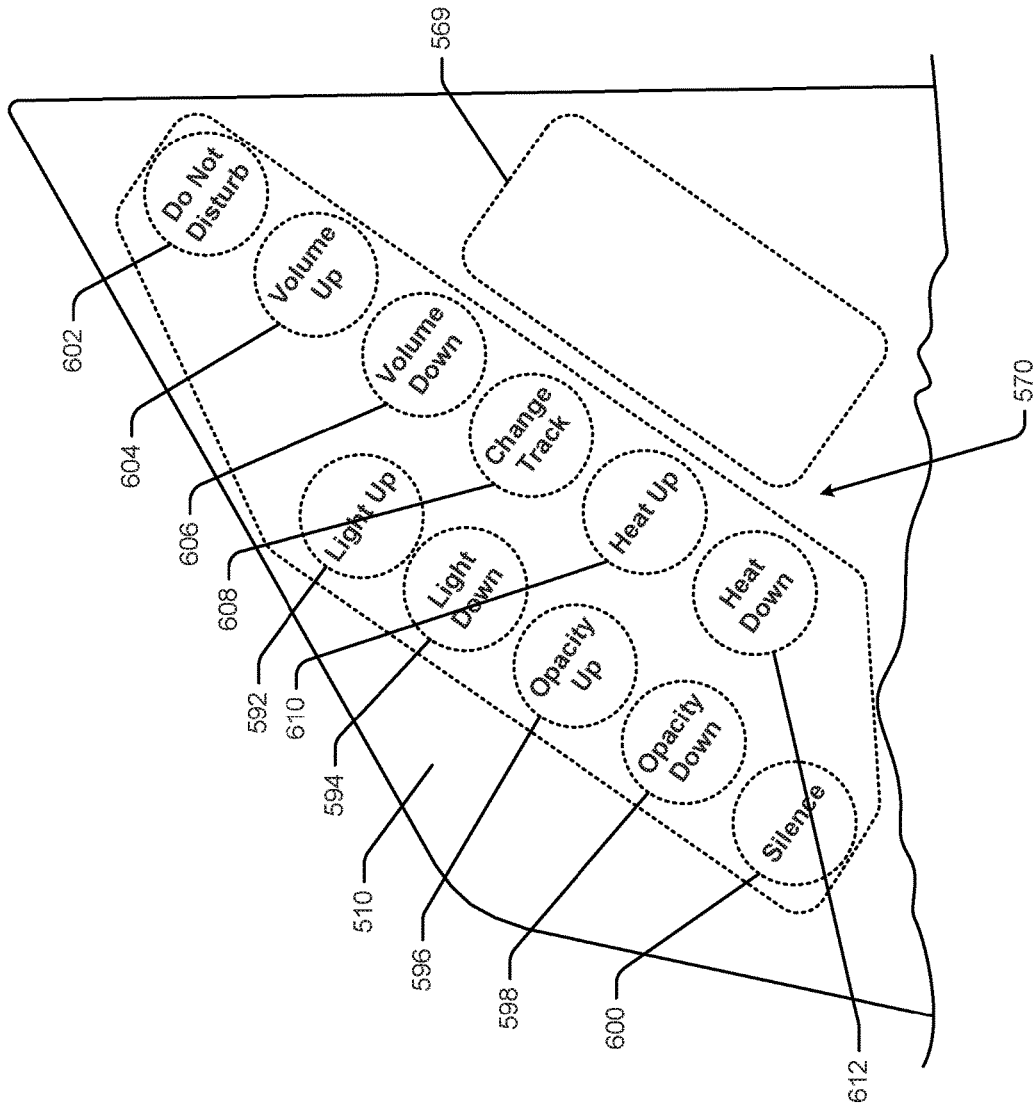 612
600
598
596
510
594
610
592
608
606
604
602
Silence
Opacity
Down
Opacity
Up
Light
Down
Light Up
Heat
Down
Heat Up
Change
Track
Volume
Down
Volume
Up
Do Not
Disturb
570
569